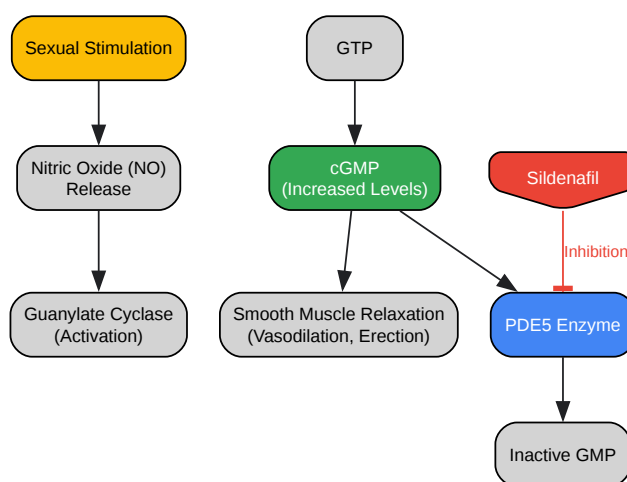 Sexual Stimulation
GTP
Nitric Oxide (NO)
Release
cGMP
(Increased Levels)
Sildenafil
Inhibition
Guanylate Cyclase
(Activation)
Smooth Muscle Relaxation
(Vasodilation, Erection)
PDE5 Enzyme
Inactive GMP